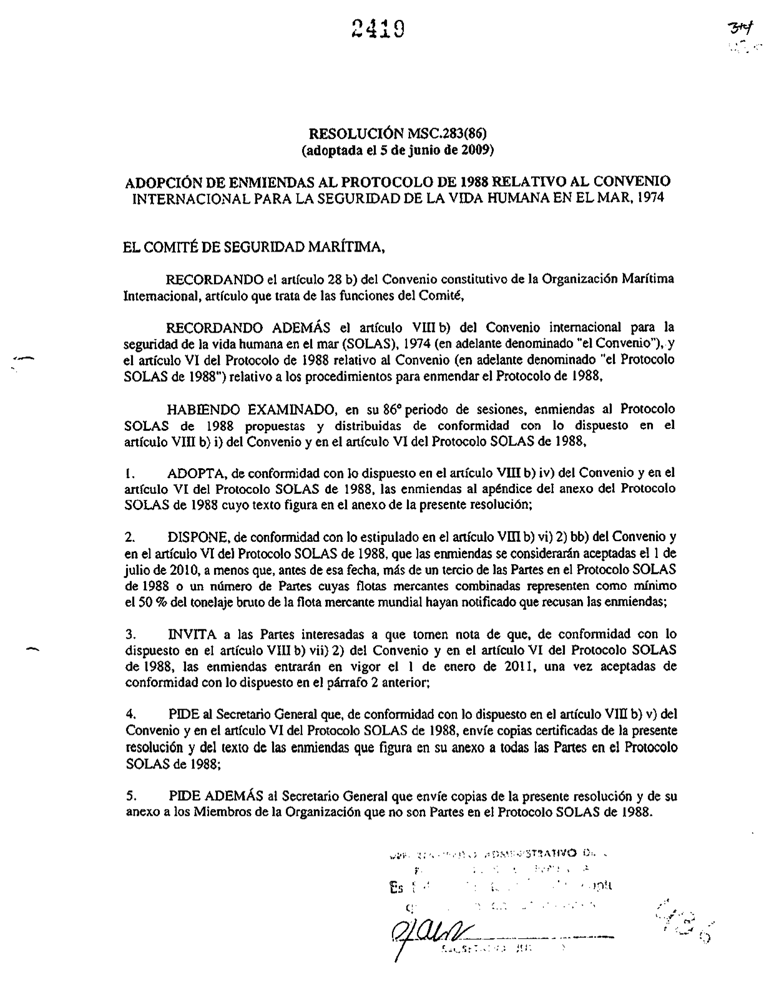 2419
RESOLUCIÓN MSC.283(86)
(adoptada el 5 de junio de 2009)
ADOPCIÓN DE ENMIENDAS AL PROTOCOLO DE 1988 RELATIVO AL CONVENIO
INTERNACIONAL PARA LA SEGURIDAD DE LA VIDA HUMANA EN EL MAR, 1974
EL COMITÉ DE SEGURIDAD MARÍTIMA,
RECORDANDO el artículo 28 b) del Convenio constitutivo de la Organización Marítima
Internacional, artículo que trata de las funciones del Comité,
RECORDANDO ADEMÁS el artículo VIII b) del Convenio internacional para la
seguridad de la vida humana en el mar (SOLAS), 1974 (en adelante denominado "el Convenio"), y
el artículo VI del Protocolo de 1988 relativo al Convenio (en adelante denominado "el Protocolo
SOLAS de 1988") relativo a los procedimientos para enmendar el Protocolo de 1988,
HABIENDO EXAMINADO, en su 86º periodo de sesiones, enmiendas al Protocolo
SOLAS de 1988 propuestas y distribuidas de conformidad con lo dispuesto en el
artículo VIII b) i) del Convenio y en el artículo VI del Protocolo SOLAS de 1988,
1. ADOPTA, de conformidad con lo dispuesto en el artículo VIII b) iv) del Convenio y en el
artículo VI del Protocolo SOLAS de 1988, las enmiendas al apéndice del anexo del Protocolo
SOLAS de 1988 cuyo texto figura en el anexo de la presente resolución;
2. DISPONE, de conformidad con lo estipulado en el artículo VIII b) vi) 2) bb) del Convenio y
en el artículo VI del Protocolo SOLAS de 1988, que las enmiendas se considerarán aceptadas el 1 de
julio de 2010, a menos que, antes de esa fecha, más de un tercio de las Partes en el Protocolo SOLAS
de 1988 o un número de Partes cuyas flotas mercantes combinadas representen como mínimo
el 50 % del tonelaje bruto de la flota mercante mundial hayan notificado que recusan las enmiendas;
3. INVITA a las Partes interesadas a que tomen nota de que, de conformidad con lo
dispuesto en el artículo VIII b) vii) 2) del Convenio y en el artículo VI del Protocolo SOLAS
de 1988, las enmiendas entrarán en vigor el 1 de enero de 2011, una vez aceptadas de
conformidad con lo dispuesto en el párrafo 2 anterior;
4. PIDE al Secretario General que, de conformidad con lo dispuesto en el artículo VIII b) v) del
Convenio y en el artículo VI del Protocolo SOLAS de 1988, envíe copias certificadas de la presente
resolución y del texto de las enmiendas que figura en su anexo a todas las Partes en el Protocolo
SOLAS de 1988;
5. PIDE ADEMÁS al Secretario General que envíe copias de la presente resolución y de su
anexo a los Miembros de la Organización que no son Partes en el Protocolo SOLAS de 1988.
Es
486